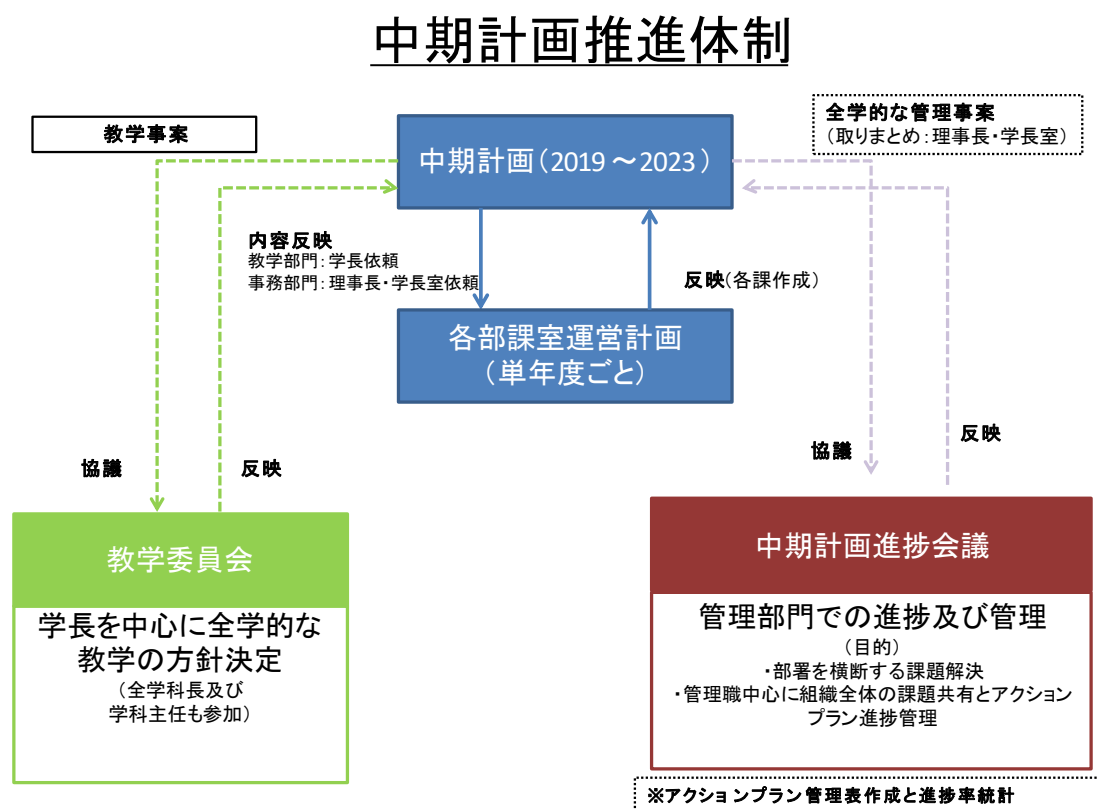 中期計画推進体制
教学事案
全学的な管理事案
（取りまとめ：理事長・学長室）
中期計画（2019～2023）
内容反映
教学部門：学長依頼
事務部門：理事長・学長室依頼
反映（各課作成）
各部課室運営計画
（単年度ごと）
協議
反映
協議
反映
教学委員会
学長を中心に全学的な
教学の方針決定
（全学科長及び
学科主任も参加）
中期計画進捗会議
管理部門での進捗及び管理
（目的）
・部署を横断する課題解決
・管理職中心に組織全体の課題共有とアクション
プラン進捗管理
※アクションプラン管理表作成と進捗率統計